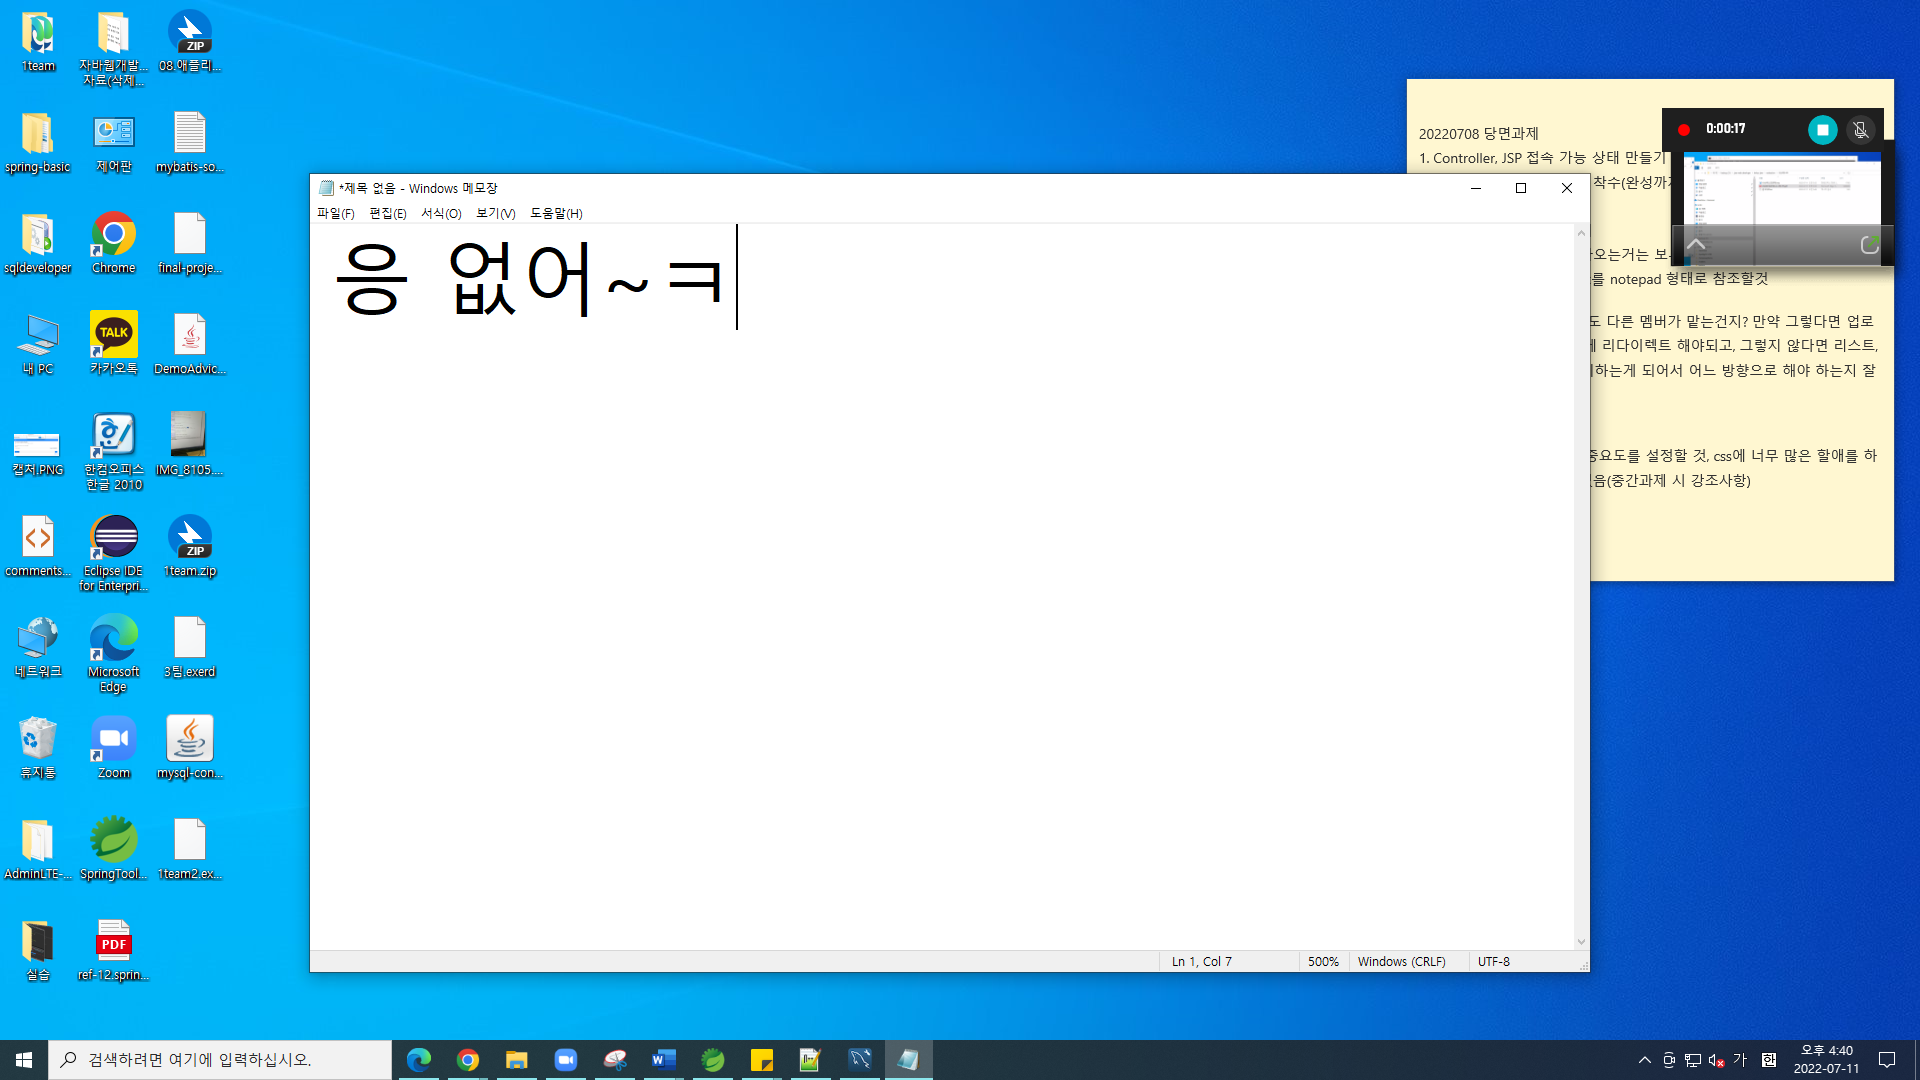 1team
자바웹개발...
자료(삭제...
ZIP
08.애플리...
spring-basic
제어판
mybatis-so...
sqldeveloper
Chrome
final-proje...
내 PC
TALK
카카오톡
DemoAdvic...
캡처.PNG
한컴오피스
한글 2010
IMG_8105....
comments...
Eclipse IDE
for Enterpri...
ZIP
1team.zip
네트워크
Microsoft
Edge
3팀.exerd
휴지통
Zoom
mysql-con...
AdminLTE-...
SpringTool...
1team2.ex...
실습
PDF
ref-12.sprin...
*제목 없음 - Windows 메모장
파일(F) 편집(E) 서식(O) 보기(V) 도움말(H)
응 없어~ㅋ
Ln 1, Col 7
500%
Windows (CRLF)
UTF-8
20220708 당면과제
1. Controller, JSP 접속 가능 상태 만들기
0:00:17
오는거는
를 notepad 형태로 참조할것
도 다른 멤버가 맡는건지? 만약 그렇다면 업로
리다이렉트 해야되고, 그렇지 않다면 리스트,
하는게 되어서 어느 방향으로 해야 하는지 잘
중요도를 설정할 것, css에 너무 많은 할애를 하
음(중간과제 시 강조사항)
검색하려면 여기에 입력하십시오.
가
한
오후 4:40
2022-07-11